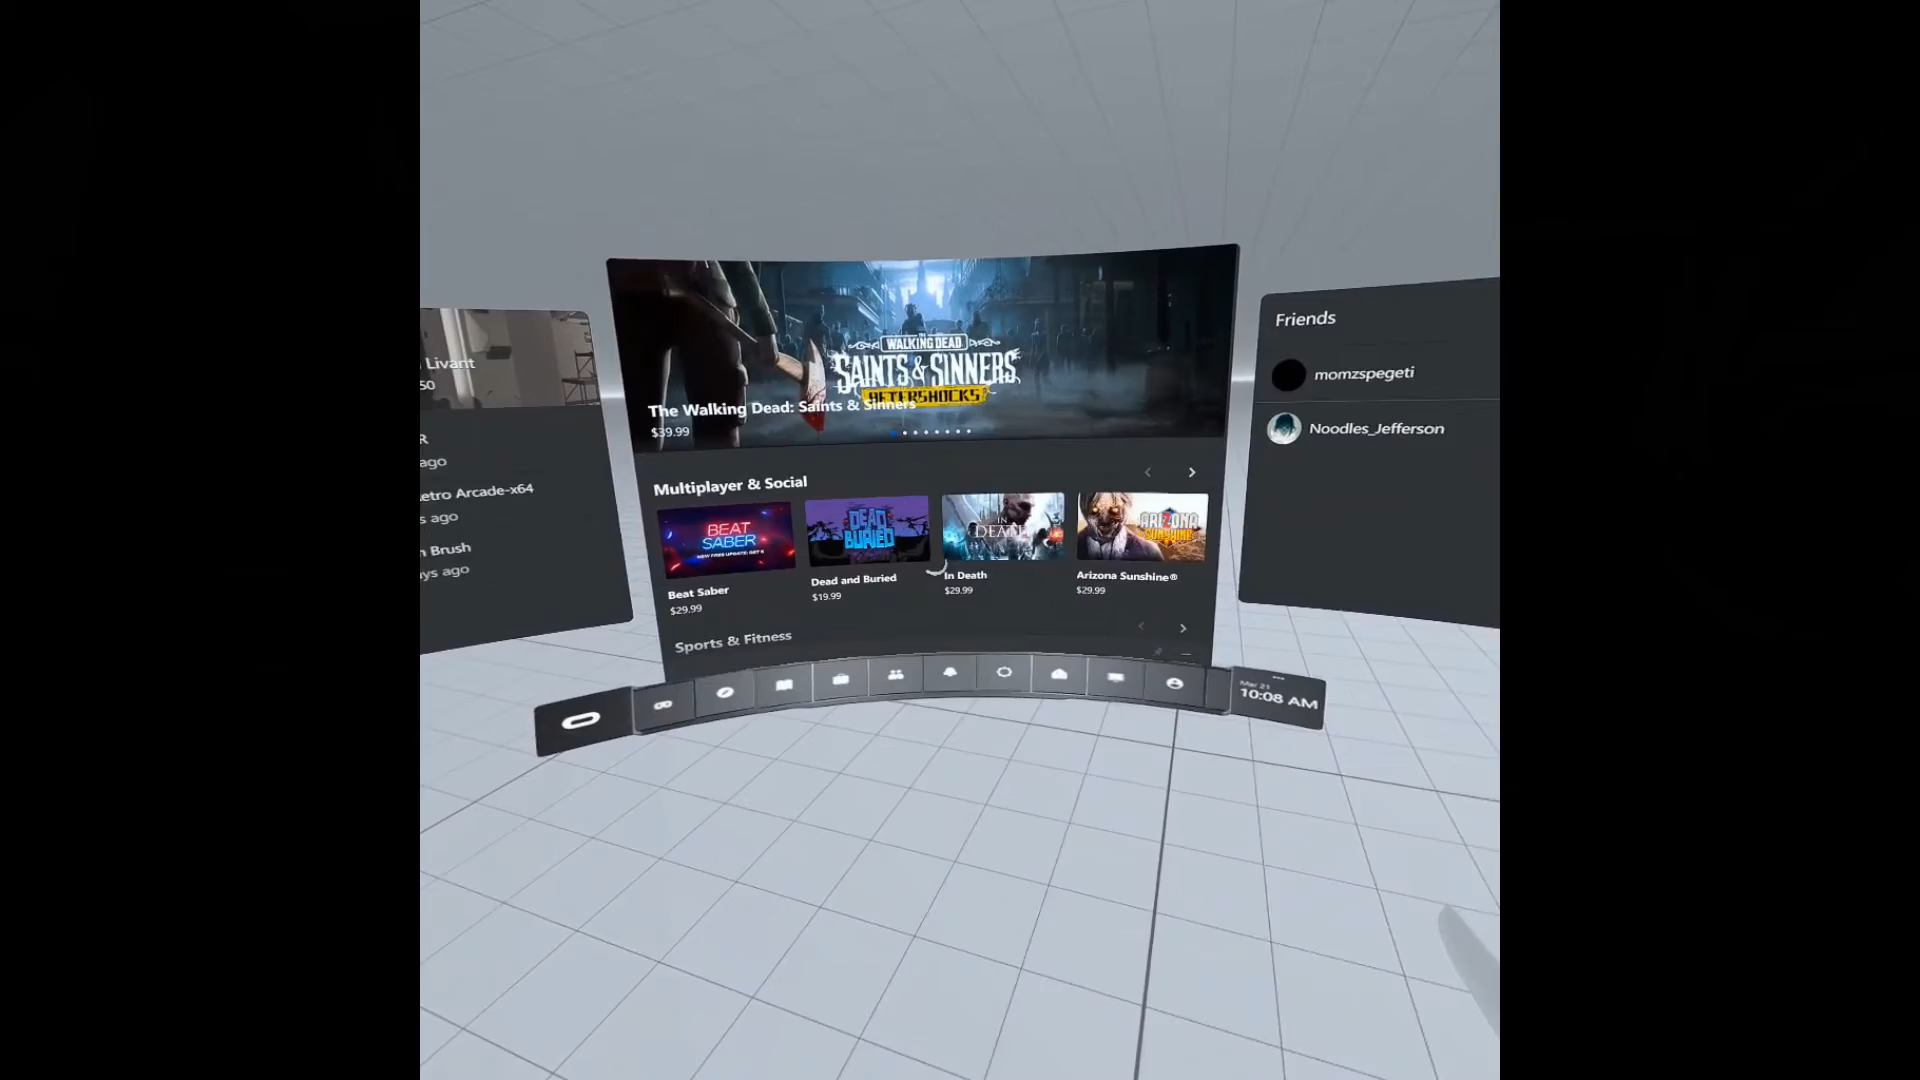 Livant
50
R
ago
etro Arcade-x64
s ago
n Brush
ys ago
THE
WALKING DEAD
SAINTS & SINNERS
AFTERSHOCKS
The Walking Dead: Saints & Sinners
$39.99
Multiplayer & Social
BEAT
SABER
DEAD
BURIED
IN
DEATH
ARIZONA
SUNSHINE
Beat Saber
$29.99
Dead and Buried
$19.99
In Death
$29.99
Arizona Sunshine®
$29.99
Sports & Fitness
Friends
momzspegeti
Noodles_Jefferson
Mar 21
10:08 AM